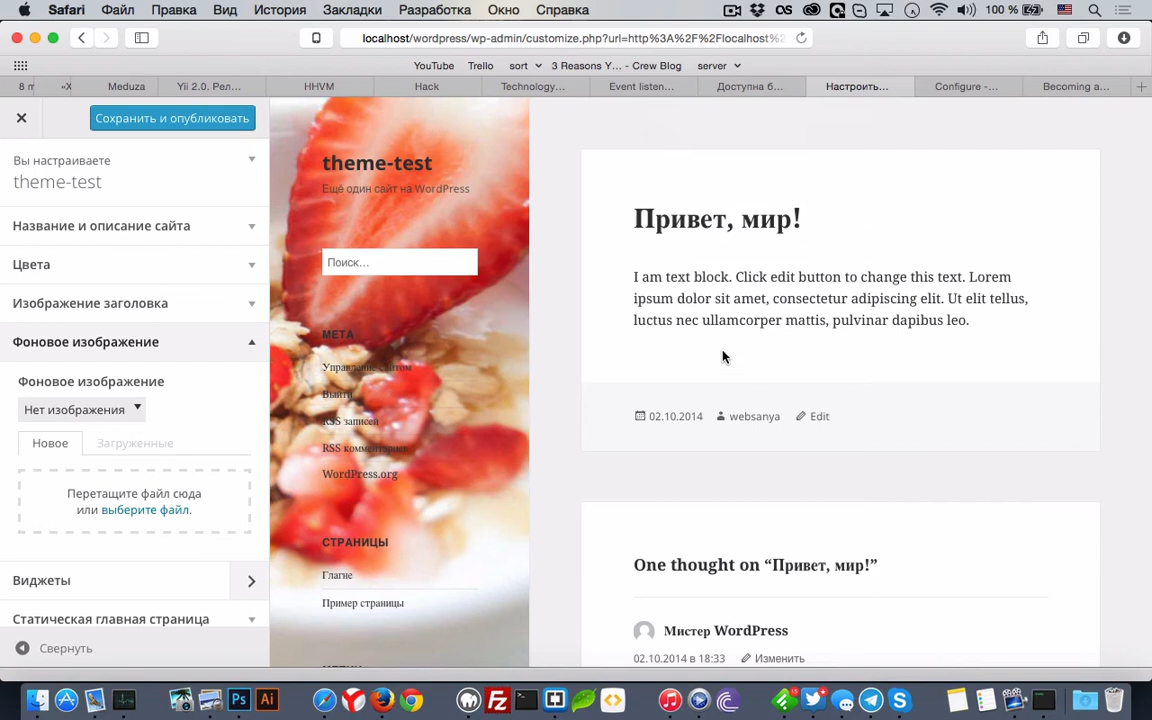 Safari Файл Правка Вид История Закладки Разработка Окно Справка 100 %
localhost/wordpress/wp-admin/customize.php?url=http%3A%2F%2Flocalhost%2
YouTube Trello sort 3 Reasons Y… – Crew Blog server
8 m «X Meduza Yii 2.0. Рел… HHVM Hack Technology… Event listen… Доступна б… Настроить… Configure -… Becoming a…
Сохранить и опубликовать
Вы настраиваете
theme-test
Название и описание сайта
Цвета
Изображение заголовка
Фоновое изображение
Фоновое изображение
Нет изображения
Новое Загруженные
Перетащите файл сюда
или выберите файл.
Виджеты
Статическая главная страница
Свернуть
theme-test
Ещё один сайт на WordPress
Поиск…
МЕТА
Управление сайтом
Выйти
RSS записей
RSS комментариев
WordPress.org
СТРАНИЦЫ
Глагне
Пример страницы
Привет, мир!
I am text block. Click edit button to change this text. Lorem
ipsum dolor sit amet, consectetur adipiscing elit. Ut elit tellus,
luctus nec ullamcorper mattis, pulvinar dapibus leo.
02.10.2014 websanya Edit
One thought on “Привет, мир!”
Мистер WordPress
02.10.2014 в 18:33 Изменить
Ps Ai